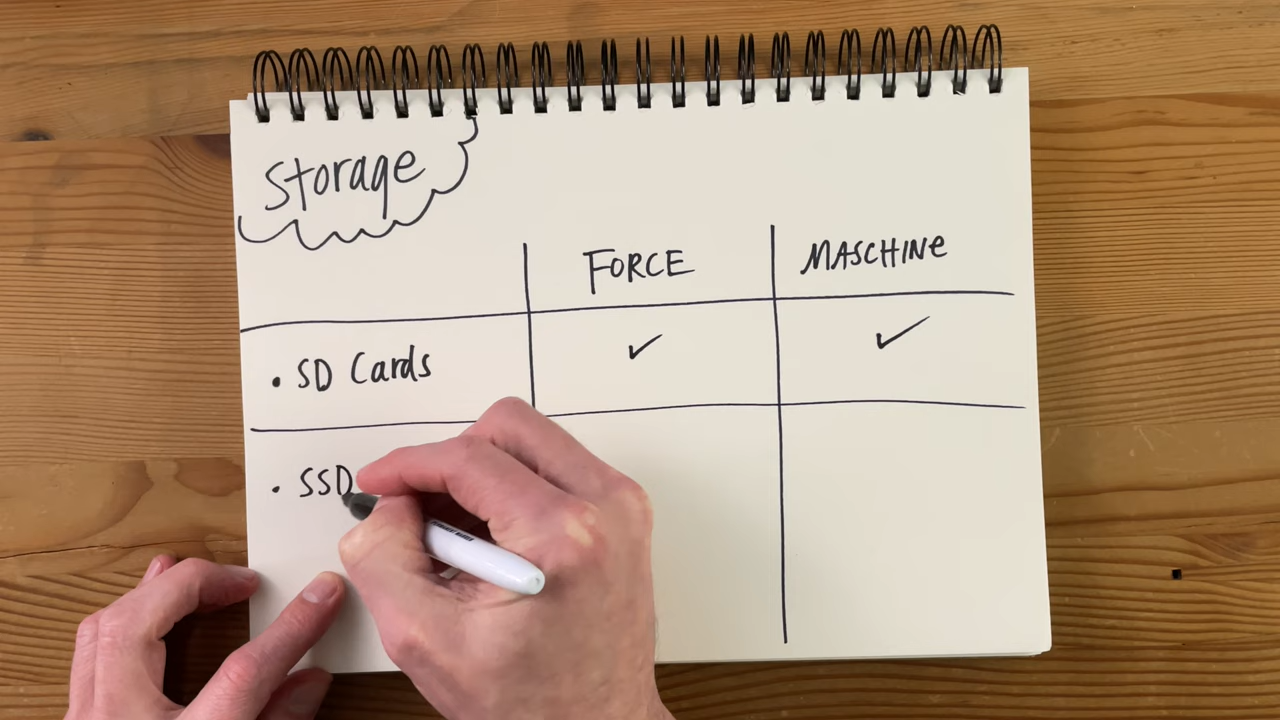 Storage
FORCE MASCHINE
• SD Cards ✓ ✓
• SSD